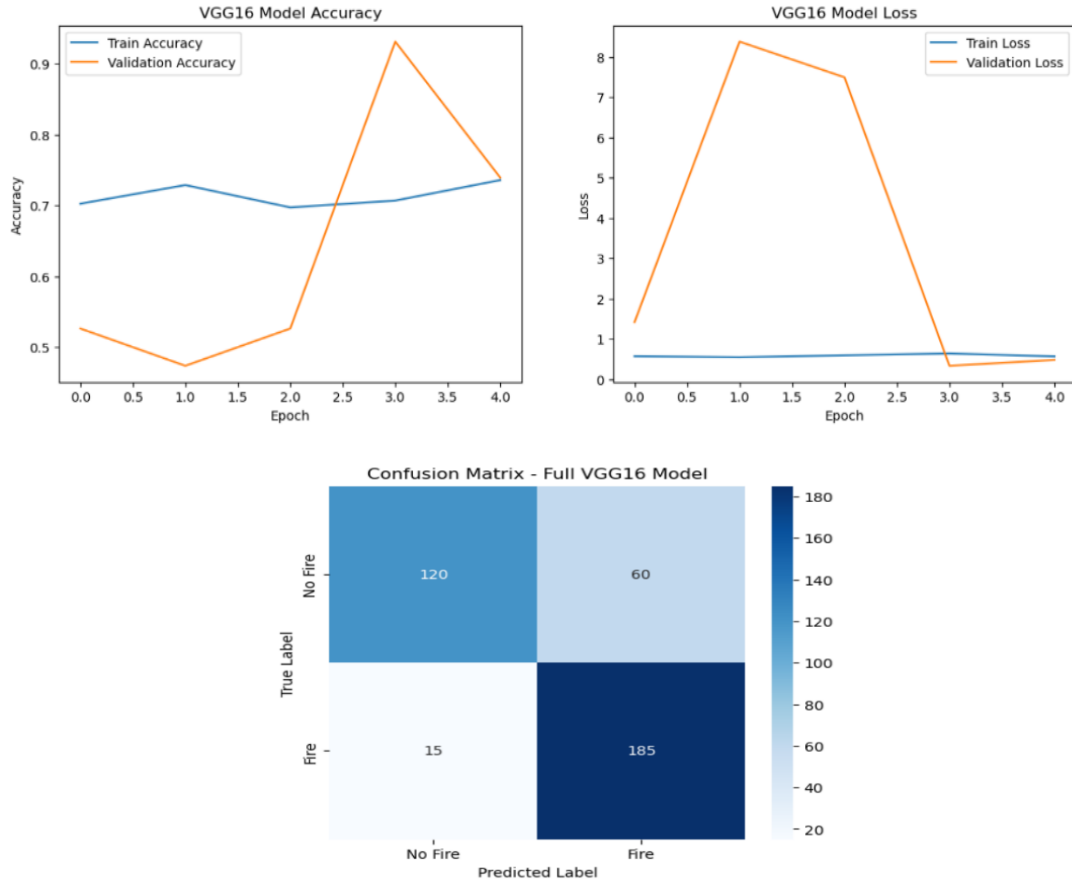 VGG16 Model Accuracy
Train Accuracy
Validation Accuracy
0.9
0.8
0.7
0.6
0.5
Accuracy
0.0 0.5 1.0 1.5 2.0 2.5 3.0 3.5 4.0
Epoch
VGG16 Model Loss
Train Loss
Validation Loss
8
7
6
5
4
3
2
1
0
Loss
0.0 0.5 1.0 1.5 2.0 2.5 3.0 3.5 4.0
Epoch
Confusion Matrix - Full VGG16 Model
No Fire
Fire
True Label
120 60
15 185
No Fire Fire
Predicted Label
180
160
140
120
100
80
60
40
20